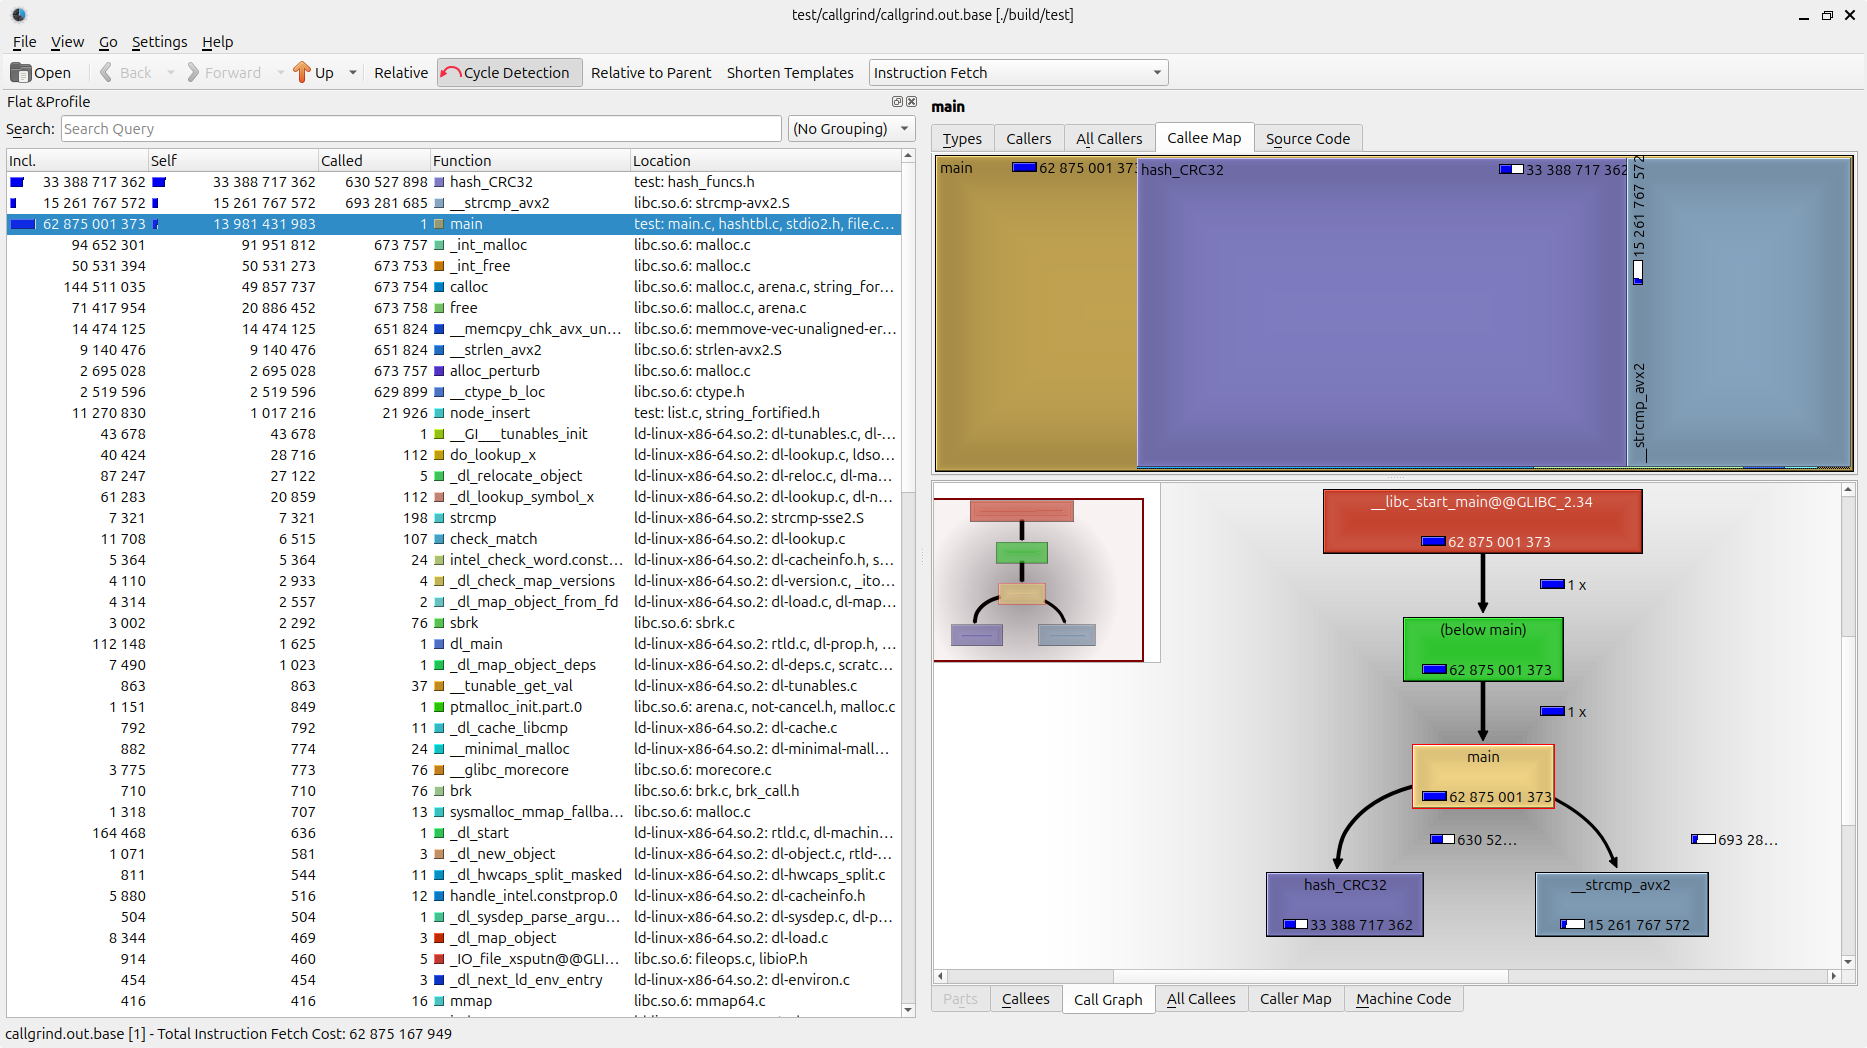 test/callgrind/callgrind.out.base [./build/test]
File View Go Settings Help
Open Back Forward Up Relative Cycle Detection Relative to Parent Shorten Templates Instruction Fetch
Flat &Profile
Search: Search Query (No Grouping)
Incl. Self Called Function Location
33 388 717 362 33 388 717 362 630 527 898 hash_CRC32 test: hash_funcs.h
15 261 767 572 15 261 767 572 693 281 685 __strcmp_avx2 libc.so.6: strcmp-avx2.S
62 875 001 373 13 981 431 983 1 main test: main.c, hashtbl.c, stdio2.h, file.c...
94 652 301 91 951 812 673 757 _int_malloc libc.so.6: malloc.c
50 531 394 50 531 273 673 753 _int_free libc.so.6: malloc.c
144 511 035 49 857 737 673 754 calloc libc.so.6: malloc.c, arena.c, string_for...
71 417 954 20 886 452 673 758 free libc.so.6: malloc.c, arena.c
14 474 125 14 474 125 651 824 __memcpy_chk_avx_un... libc.so.6: memmove-vec-unaligned-er...
9 140 476 9 140 476 651 824 __strlen_avx2 libc.so.6: strlen-avx2.S
2 695 028 2 695 028 673 757 alloc_perturb libc.so.6: malloc.c
2 519 596 2 519 596 629 899 __ctype_b_loc libc.so.6: ctype.h
11 270 830 1 017 216 21 926 node_insert test: list.c, string_fortified.h
43 678 43 678 1 __GI___tunables_init ld-linux-x86-64.so.2: dl-tunables.c, dl-...
40 424 28 716 112 do_lookup_x ld-linux-x86-64.so.2: dl-lookup.c, ldso...
87 247 27 122 5 _dl_relocate_object ld-linux-x86-64.so.2: dl-reloc.c, dl-ma...
61 283 20 859 112 _dl_lookup_symbol_x ld-linux-x86-64.so.2: dl-lookup.c, dl-n...
7 321 7 321 198 strcmp ld-linux-x86-64.so.2: strcmp-sse2.S
11 708 6 515 107 check_match ld-linux-x86-64.so.2: dl-lookup.c
5 364 5 364 24 intel_check_word.const... ld-linux-x86-64.so.2: dl-cacheinfo.h, s...
4 110 2 933 4 _dl_check_map_versions ld-linux-x86-64.so.2: dl-version.c, _ito...
4 314 2 557 2 _dl_map_object_from_fd ld-linux-x86-64.so.2: dl-load.c, dl-map...
3 002 2 292 76 sbrk libc.so.6: sbrk.c
112 148 1 625 1 dl_main ld-linux-x86-64.so.2: rtld.c, dl-prop.h, ...
7 490 1 023 1 _dl_map_object_deps ld-linux-x86-64.so.2: dl-deps.c, scratc...
863 863 37 __tunable_get_val ld-linux-x86-64.so.2: dl-tunables.c
1 151 849 1 ptmalloc_init.part.0 libc.so.6: arena.c, not-cancel.h, malloc.c
792 792 11 _dl_cache_libcmp ld-linux-x86-64.so.2: dl-cache.c
882 774 24 __minimal_malloc ld-linux-x86-64.so.2: dl-minimal-mall...
3 775 773 76 __glibc_morecore libc.so.6: morecore.c
710 710 76 brk libc.so.6: brk.c, brk_call.h
1 318 707 13 sysmalloc_mmap_fallba... libc.so.6: malloc.c
164 468 636 1 _dl_start ld-linux-x86-64.so.2: rtld.c, dl-machin...
1 071 581 3 _dl_new_object ld-linux-x86-64.so.2: dl-object.c, rtld-...
811 544 11 _dl_hwcaps_split_masked ld-linux-x86-64.so.2: dl-hwcaps_split.c
5 880 516 12 handle_intel.constprop.0 ld-linux-x86-64.so.2: dl-cacheinfo.h
504 504 1 _dl_sysdep_parse_argu... ld-linux-x86-64.so.2: dl-sysdep.c, dl-p...
8 344 469 3 _dl_map_object ld-linux-x86-64.so.2: dl-load.c
914 460 5 _IO_file_xsputn@@GLI... libc.so.6: fileops.c, libioP.h
454 454 3 _dl_next_ld_env_entry ld-linux-x86-64.so.2: dl-environ.c
416 416 16 mmap libc.so.6: mmap64.c
main
Types Callers All Callers Callee Map Source Code
main 62 875 001 373 hash_CRC32 33 388 717 362
__strcmp_avx2 15 261 767 572
__libc_start_main@@GLIBC_2.34
62 875 001 373
1 x
(below main)
62 875 001 373
1 x
main
62 875 001 373
630 52... 693 28...
hash_CRC32 __strcmp_avx2
33 388 717 362 15 261 767 572
Parts Callees Call Graph All Callees Caller Map Machine Code
callgrind.out.base [1] - Total Instruction Fetch Cost: 62 875 167 949